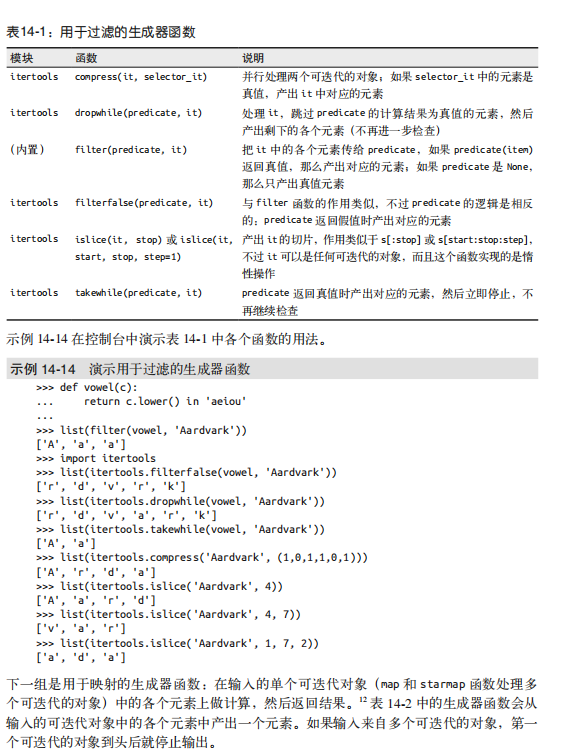 表14-1：用于过滤的生成器函数
模块 函数 说明
itertools compress(it, selector_it) 并行处理两个可迭代的对象；如果 selector_it 中的元素是
真值，产出 it 中对应的元素
itertools dropwhile(predicate, it) 处理 it，跳过 predicate 的计算结果为真值的元素，然后
产出剩下的各个元素（不再进一步检查）
（内置） filter(predicate, it) 把 it 中的各个元素传给 predicate，如果 predicate(item)
返回真值，那么产出对应的元素；如果 predicate 是 None，
那么只产出真值元素
itertools filterfalse(predicate, it) 与 filter 函数的作用类似，不过 predicate 的逻辑是相反
的：predicate 返回假值时产出对应的元素
itertools islice(it, stop) 或 islice(it, 产出 it 的切片，作用类似于 s[:stop] 或 s[start:stop:step]，
start, stop, step=1) 不过 it 可以是任何可迭代的对象，而且这个函数实现的是惰
性操作
itertools takewhile(predicate, it) predicate 返回真值时产出对应的元素，然后立即停止，不
再继续检查
示例 14-14 在控制台中演示表 14-1 中各个函数的用法。
示例 14-14 演示用于过滤的生成器函数
>>> def vowel(c):
...     return c.lower() in 'aeiou'
...
>>> list(filter(vowel, 'Aardvark'))
['A', 'a', 'a']
>>> import itertools
>>> list(itertools.filterfalse(vowel, 'Aardvark'))
['r', 'd', 'v', 'r', 'k']
>>> list(itertools.dropwhile(vowel, 'Aardvark'))
['r', 'd', 'v', 'a', 'r', 'k']
>>> list(itertools.takewhile(vowel, 'Aardvark'))
['A', 'a']
>>> list(itertools.compress('Aardvark', (1,0,1,1,0,1)))
['A', 'r', 'd', 'a']
>>> list(itertools.islice('Aardvark', 4))
['A', 'a', 'r', 'd']
>>> list(itertools.islice('Aardvark', 4, 7))
['v', 'a', 'r']
>>> list(itertools.islice('Aardvark', 1, 7, 2))
['a', 'd', 'a']
下一组是用于映射的生成器函数：在输入的单个可迭代对象（map 和 starmap 函数处理多
个可迭代的对象）中的各个元素上做计算，然后返回结果。12 表 14-2 中的生成器函数会从
输入的可迭代对象中的各个元素中产出一个元素。如果输入来自多个可迭代的对象，第一
个可迭代的对象到头后就停止输出。